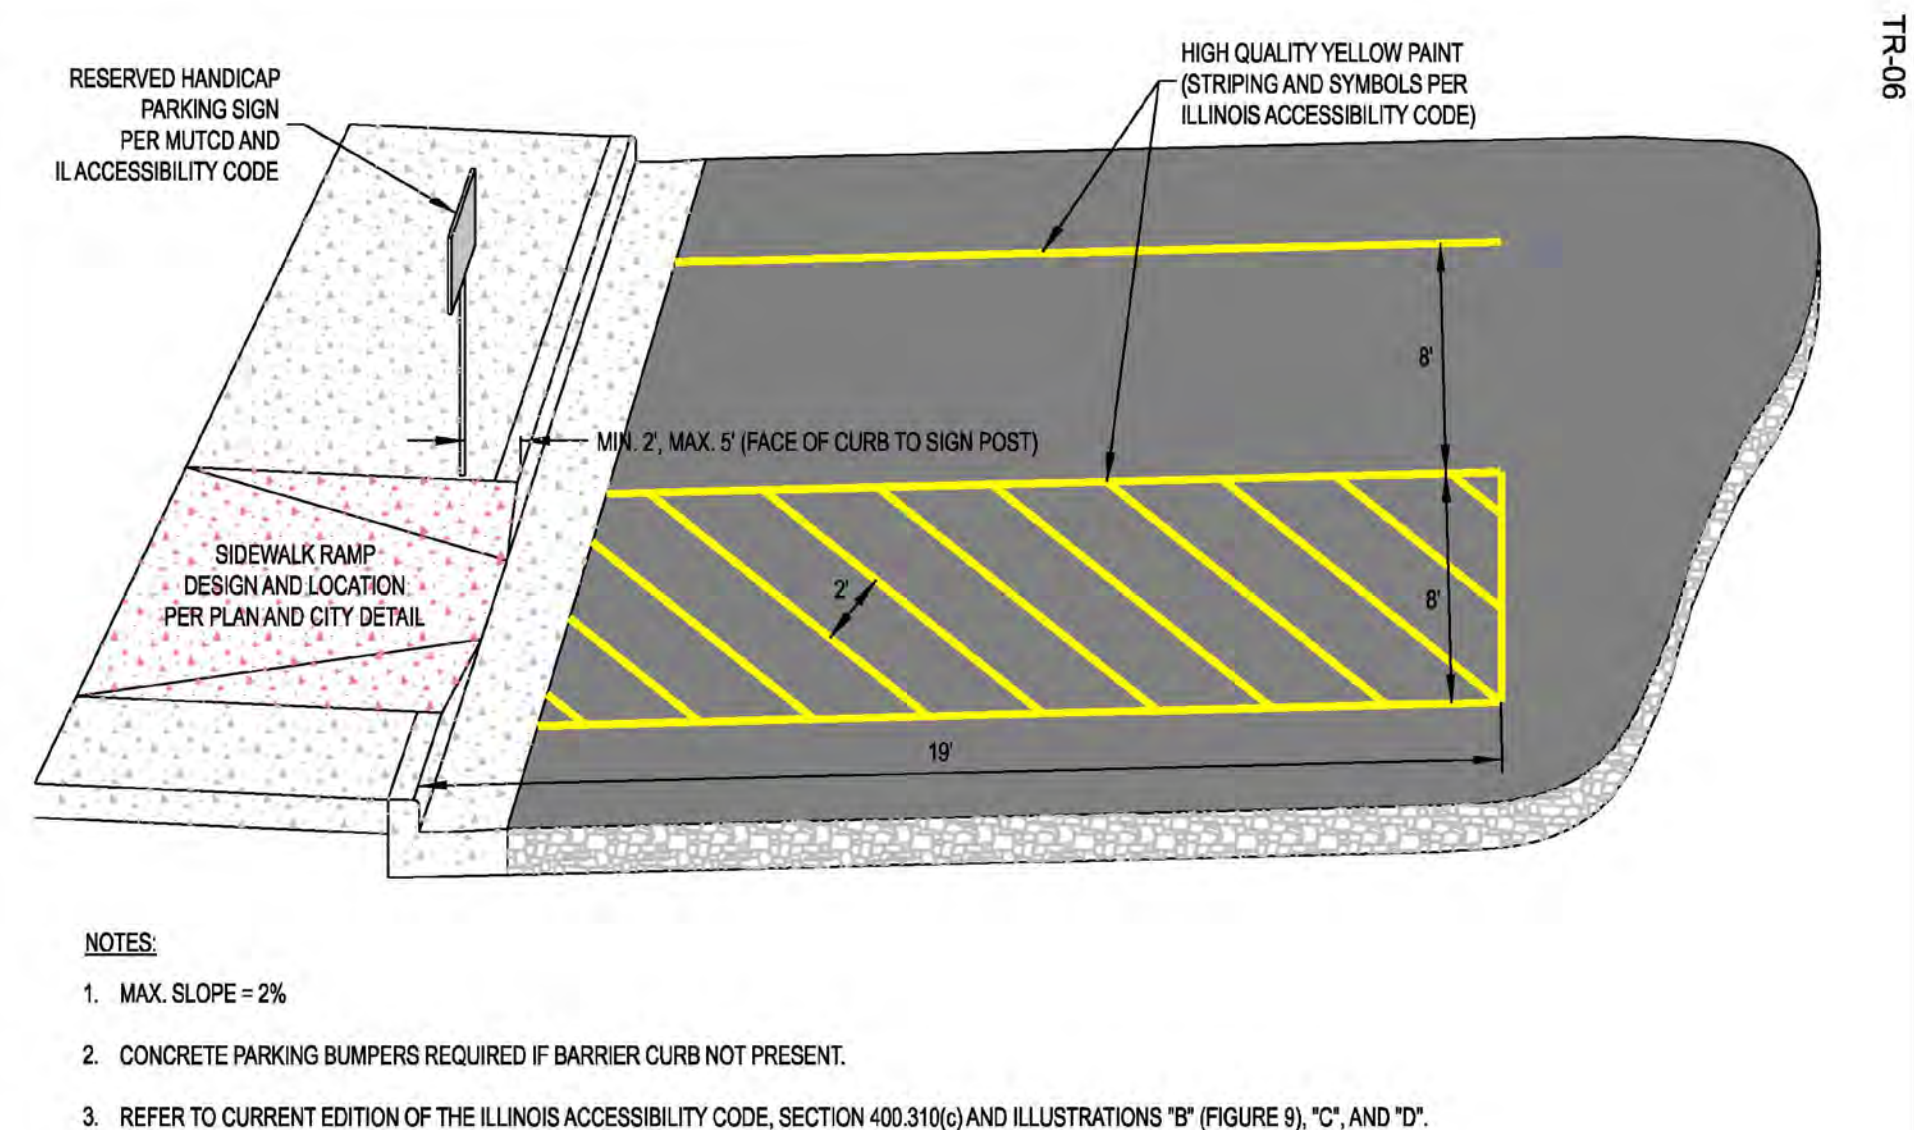 TR-06
RESERVED HANDICAP
PARKING SIGN
PER MUTCD AND
IL ACCESSIBILITY CODE
HIGH QUALITY YELLOW PAINT
(STRIPING AND SYMBOLS PER
ILLINOIS ACCESSIBILITY CODE)
8'
MIN. 2', MAX. 5' (FACE OF CURB TO SIGN POST)
SIDEWALK RAMP
DESIGN AND LOCATION
PER PLAN AND CITY DETAIL
2'
8'
19'
NOTES:
1. MAX. SLOPE = 2%
2. CONCRETE PARKING BUMPERS REQUIRED IF BARRIER CURB NOT PRESENT.
3. REFER TO CURRENT EDITION OF THE ILLINOIS ACCESSIBILITY CODE, SECTION 400.310(c) AND ILLUSTRATIONS "B" (FIGURE 9), "C", AND "D".